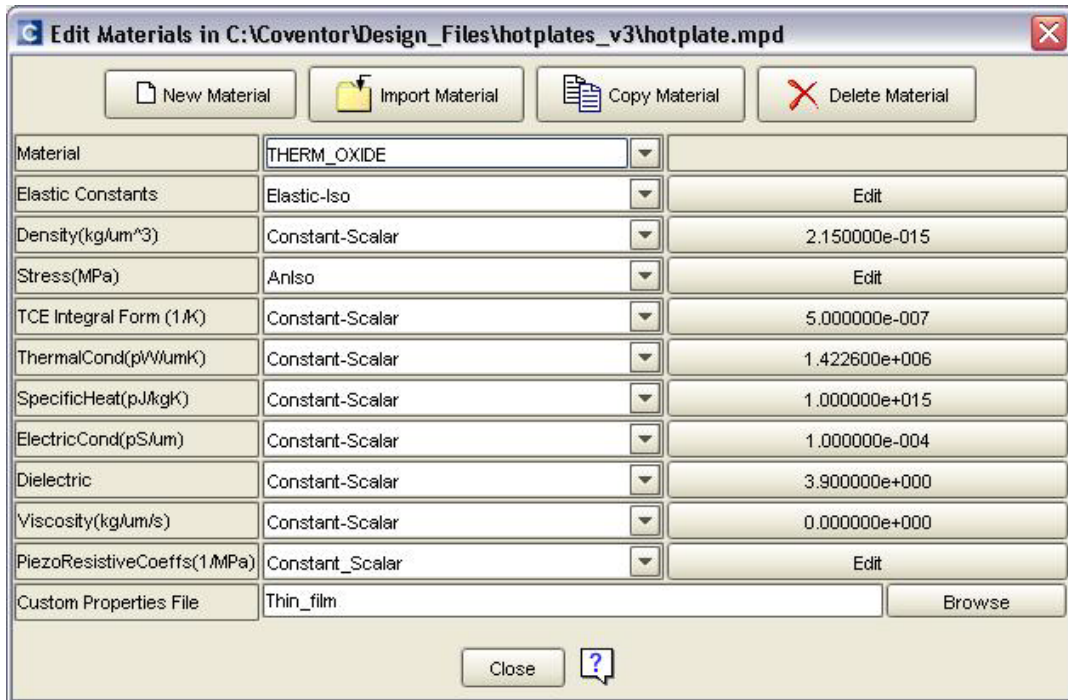 Edit Materials in C:\Coventor\Design_Files\hotplates_v3\hotplate.mpd
New Material Import Material Copy Material Delete Material
Material THERM_OXIDE
Elastic Constants Elastic-Iso Edit
Density(kg/um^3) Constant-Scalar 2.150000e-015
Stress(MPa) AnIso Edit
TCE Integral Form (1/K) Constant-Scalar 5.000000e-007
ThermalCond(pW/umK) Constant-Scalar 1.422600e+006
SpecificHeat(pJ/kgK) Constant-Scalar 1.000000e+015
ElectricCond(pS/um) Constant-Scalar 1.000000e-004
Dielectric Constant-Scalar 3.900000e+000
Viscosity(kg/um/s) Constant-Scalar 0.000000e+000
PiezoResistiveCoeffs(1/MPa) Constant_Scalar Edit
Custom Properties File Thin_film Browse
Close ?